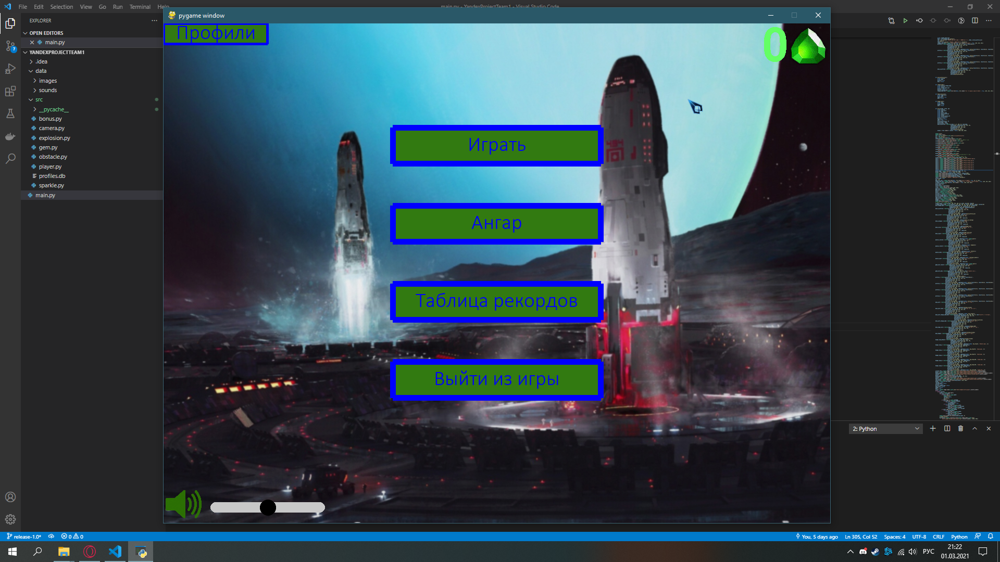 File Edit Selection View Go Run Terminal Help
main.py - YandexProjectTeam1 - Visual Studio Code
EXPLORER
OPEN EDITORS
main.py
YANDEXPROJECTTEAM1
.idea
data
images
sounds
src
__pycache__
bonus.py
camera.py
explosion.py
gem.py
obstacle.py
player.py
profiles.db
sparkle.py
main.py
7
pygame window
Профили
0
Играть
Ангар
Таблица рекордов
Выйти из игры
2: Python
release-1.0*
0
0
You, 5 days ago
Ln 305, Col 52
Spaces: 4
UTF-8
CRLF
Python
РУС
21:22
01.03.2021